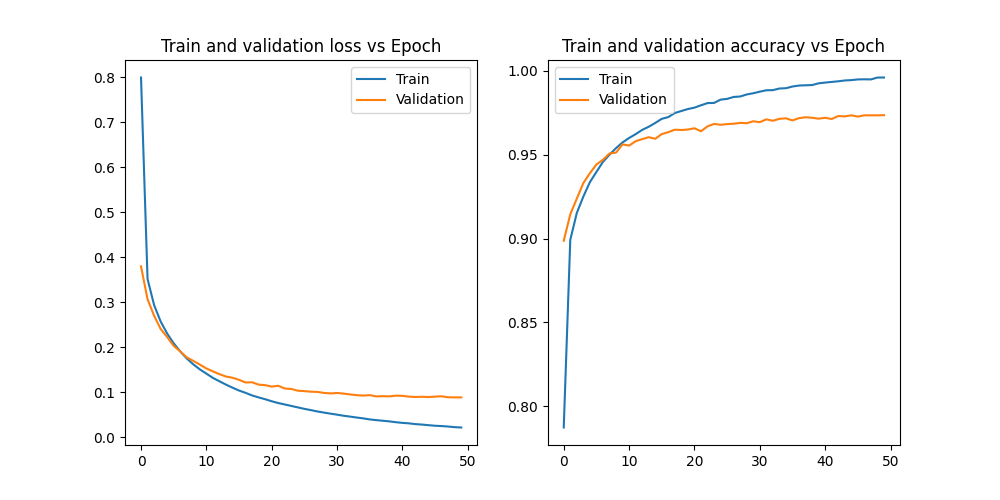 Train and validation loss vs Epoch
0.8
0.7
0.6
0.5
0.4
0.3
0.2
0.1
0.0
0 10 20 30 40 50
Train
Validation
Train and validation accuracy vs Epoch
1.00
0.95
0.90
0.85
0.80
0 10 20 30 40 50
Train
Validation